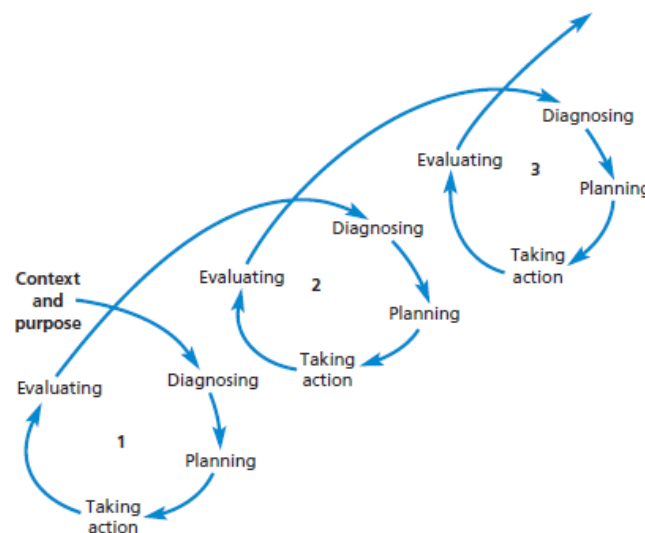 Diagnosing
Evaluating
3
Planning
Taking
action
Diagnosing
Evaluating
2
Planning
Taking
action
Context
and
purpose
Diagnosing
Evaluating
1
Planning
Taking
action